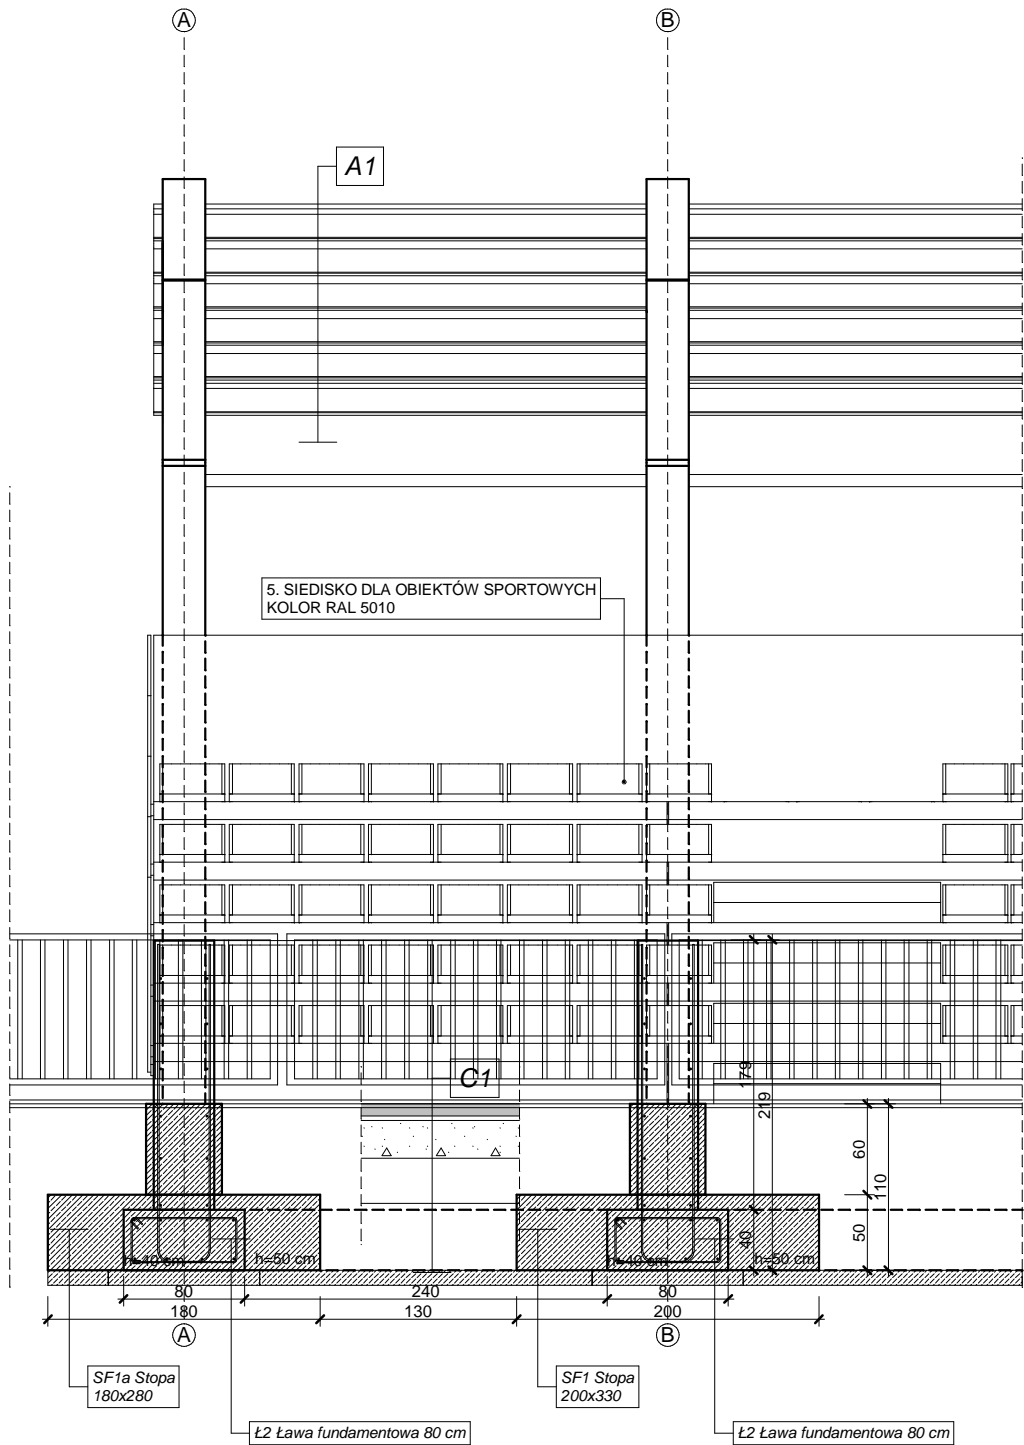 A
B
A1
5. SIEDISKO DLA OBIEKTÓW SPORTOWYCH
KOLOR RAL 5010
C1
179
219
60
110
50
40
h=40 cm
h=50 cm
h=40 cm
h=50 cm
80
240
80
180
130
200
A
B
SF1a Stopa
180x280
SF1 Stopa
200x330
Ł2 Ława fundamentowa 80 cm
Ł2 Ława fundamentowa 80 cm